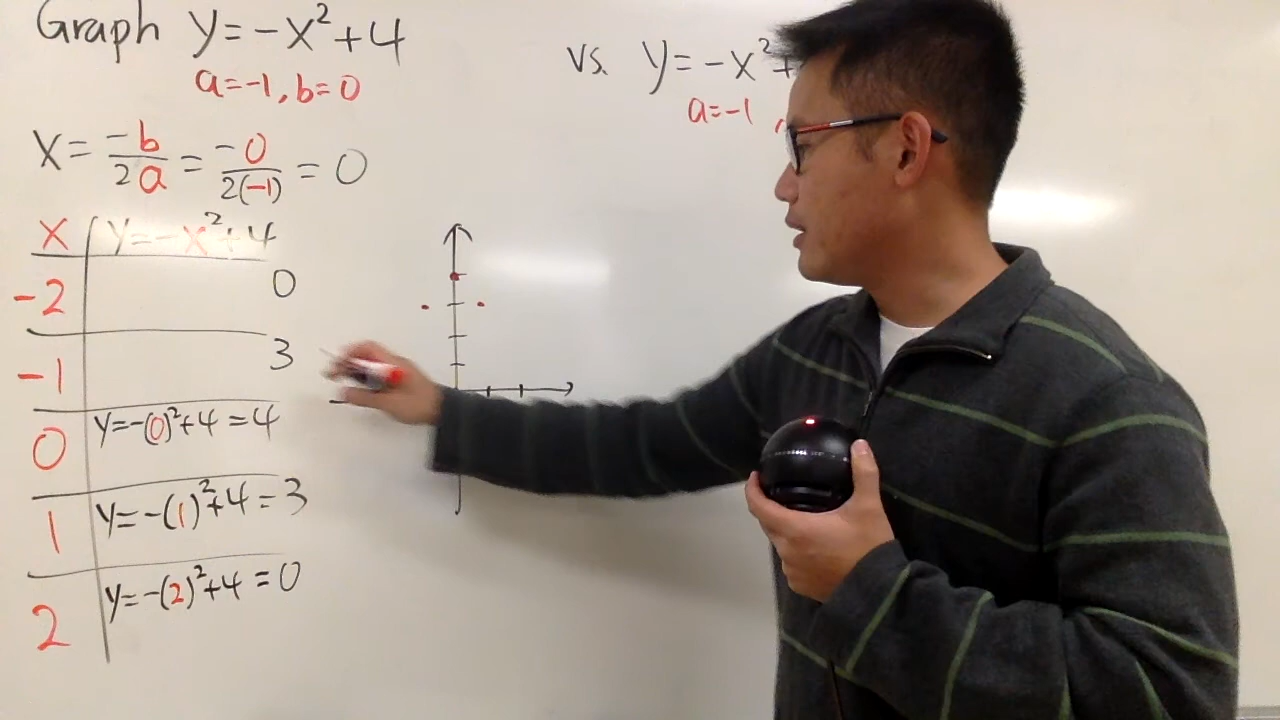 Graph y=-x²+4
a=-1, b=0
vs. y=-x²+
a=-1,
x = -b/2a = -0/2(-1) = 0
x | y=-x²+4
-2 | 0
-1 | 3
0 | y=-(0)²+4=4
1 | y=-(1)²+4=3
2 | y=-(2)²+4=0